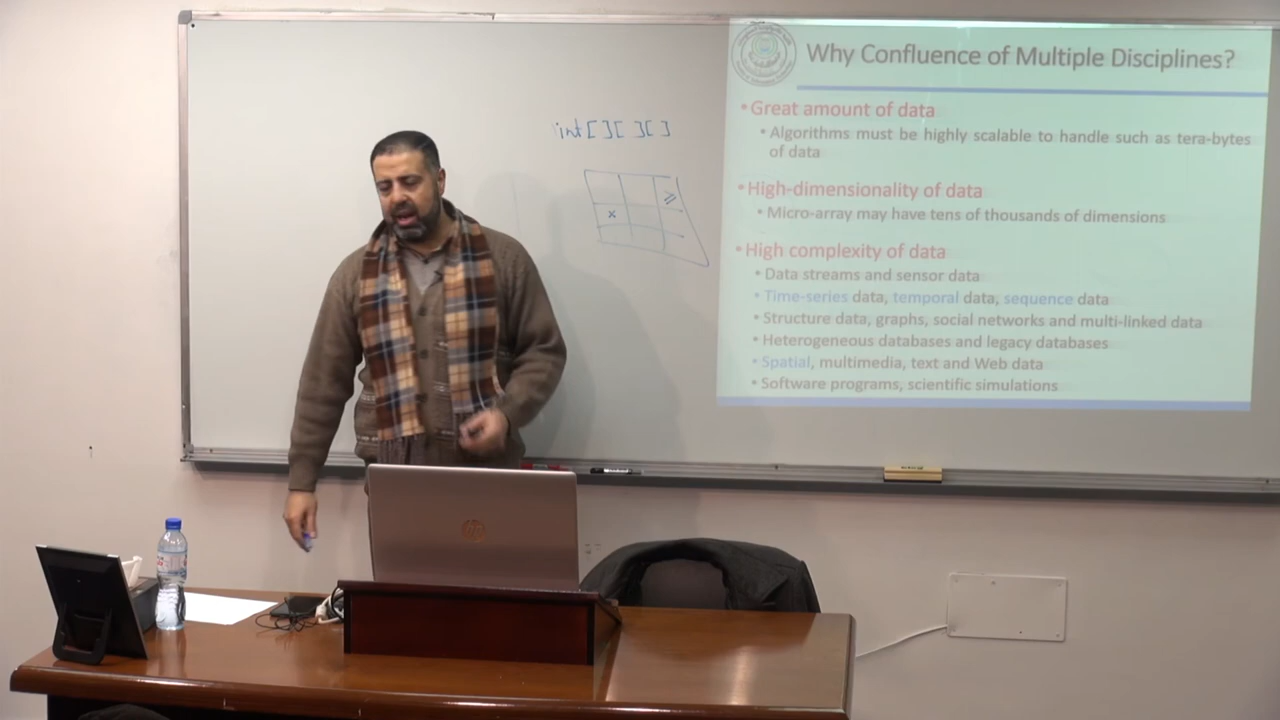 Why Confluence of Multiple Disciplines?
•Great amount of data
• Algorithms must be highly scalable to handle such as tera-bytes
of data
•High-dimensionality of data
• Micro-array may have tens of thousands of dimensions
•High complexity of data
• Data streams and sensor data
• Time-series data, temporal data, sequence data
• Structure data, graphs, social networks and multi-linked data
• Heterogeneous databases and legacy databases
• Spatial, multimedia, text and Web data
• Software programs, scientific simulations
int[][][]
x
hp